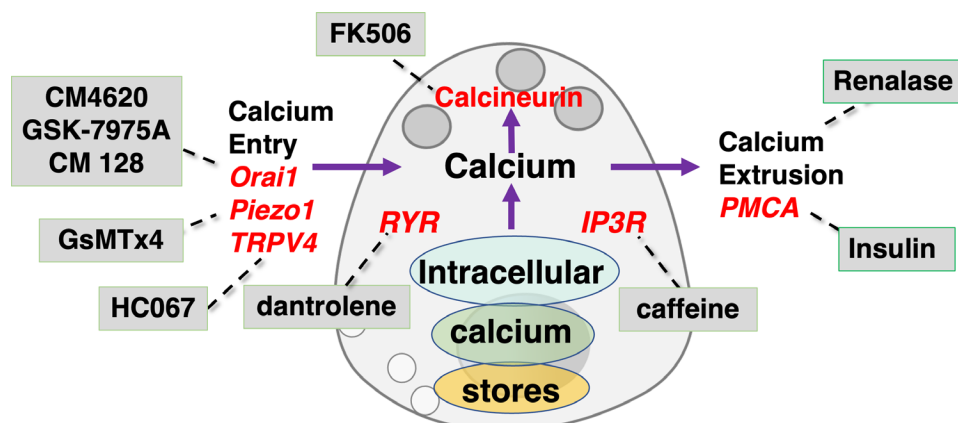 FK506
CM4620
GSK-7975A
CM 128
Calcium
Entry
Orai1
Piezo1
TRPV4
GsMTx4
HC067
dantrolene
RYR
Calcineurin
Calcium
IP3R
Intracellular
calcium
stores
caffeine
Renalase
Calcium
Extrusion
PMCA
Insulin